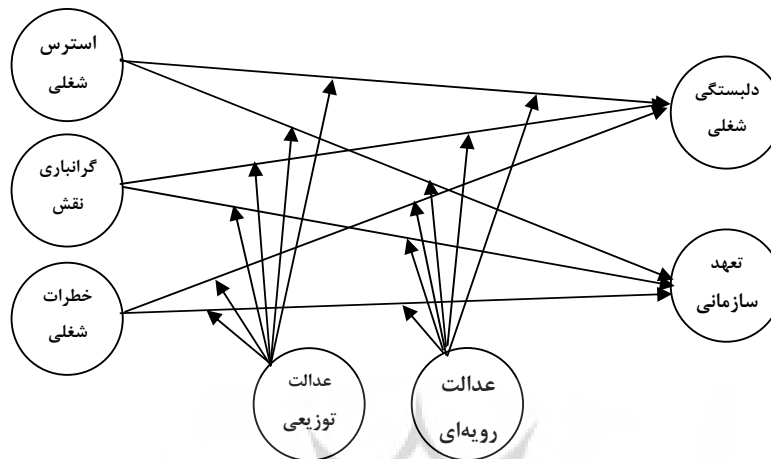 استرس
شغلی
دلبستگی
شغلی
گرانباری
نقش
تعهد
سازمانی
خطرات
شغلی
عدالت
توزیعی
عدالت
رویه‌ای